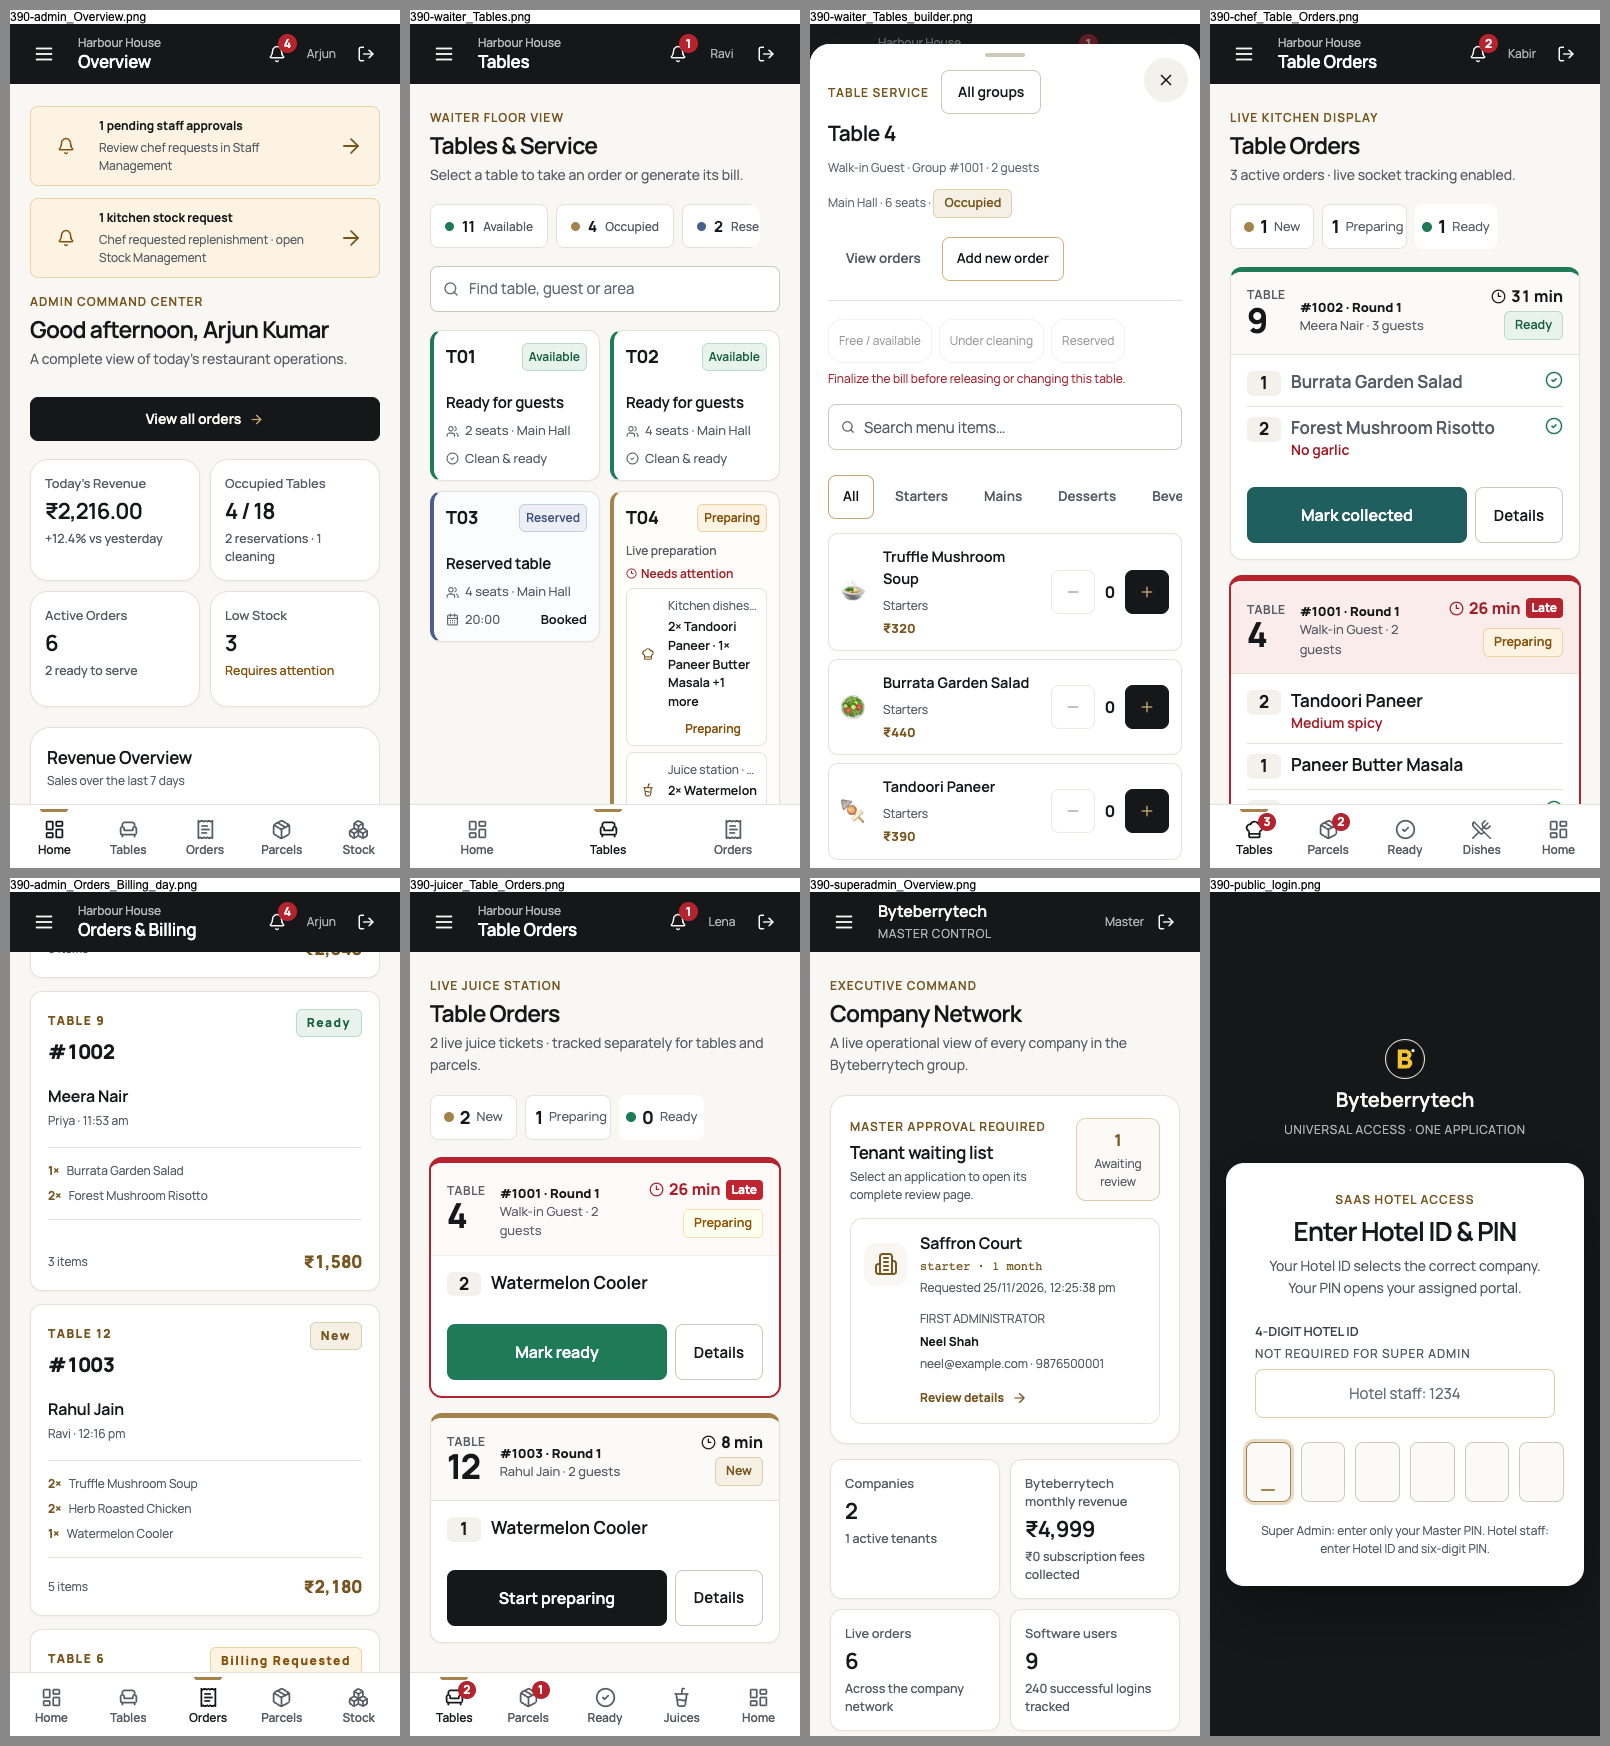 390-admin_Overview.png
Harbour House
Overview
4
Arjun
1 pending staff approvals
Review chef requests in Staff
Management
1 kitchen stock request
Chef requested replenishment · open
Stock Management
ADMIN COMMAND CENTER
Good afternoon, Arjun Kumar
A complete view of today's restaurant operations.
View all orders
Today's Revenue
₹2,216.00
+12.4% vs yesterday
Occupied Tables
4 / 18
2 reservations · 1
cleaning
Active Orders
6
2 ready to serve
Low Stock
3
Requires attention
Revenue Overview
Sales over the last 7 days
Home
Tables
Orders
Parcels
Stock
390-waiter_Tables.png
Harbour House
Tables
1
Ravi
WAITER FLOOR VIEW
Tables & Service
Select a table to take an order or generate its bill.
11 Available
4 Occupied
2 Rese
Find table, guest or area
T01
Available
Ready for guests
2 seats · Main Hall
Clean & ready
T02
Available
Ready for guests
4 seats · Main Hall
Clean & ready
T03
Reserved
Reserved table
4 seats · Main Hall
20:00
Booked
T04
Preparing
Live preparation
Needs attention
Kitchen dishes...
2× Tandoori
Paneer · 1×
Paneer Butter
Masala +1
more
Preparing
Juice station · ...
2× Watermelon
Home
Tables
Orders
390-waiter_Tables_builder.png
Harbour House
1
TABLE SERVICE
All groups
Table 4
Walk-in Guest · Group #1001 · 2 guests
Main Hall · 6 seats · Occupied
View orders
Add new order
Free / available
Under cleaning
Reserved
Finalize the bill before releasing or changing this table.
Search menu items...
All
Starters
Mains
Desserts
Beve
Truffle Mushroom
Soup
Starters
₹320
− 0 +
Burrata Garden Salad
Starters
₹440
− 0 +
Tandoori Paneer
Starters
₹390
− 0 +
390-chef_Table_Orders.png
Harbour House
Table Orders
2
Kabir
LIVE KITCHEN DISPLAY
Table Orders
3 active orders · live socket tracking enabled.
1 New
1 Preparing
1 Ready
TABLE
9
#1002 · Round 1
Meera Nair · 3 guests
31 min
Ready
1 Burrata Garden Salad
2 Forest Mushroom Risotto
No garlic
Mark collected
Details
TABLE
4
#1001 · Round 1
Walk-in Guest · 2
guests
26 min Late
Preparing
2 Tandoori Paneer
Medium spicy
1 Paneer Butter Masala
3
Tables
2
Parcels
Ready
Dishes
Home
390-admin_Orders_Billing_day.png
Harbour House
Orders & Billing
4
Arjun
TABLE 9
Ready
#1002
Meera Nair
Priya · 11:53 am
1× Burrata Garden Salad
2× Forest Mushroom Risotto
3 items
₹1,580
TABLE 12
New
#1003
Rahul Jain
Ravi · 12:16 pm
2× Truffle Mushroom Soup
2× Herb Roasted Chicken
1× Watermelon Cooler
5 items
₹2,180
TABLE 6
Billing Requested
Home
Tables
Orders
Parcels
Stock
390-juicer_Table_Orders.png
Harbour House
Table Orders
1
Lena
LIVE JUICE STATION
Table Orders
2 live juice tickets · tracked separately for tables and
parcels.
2 New
1 Preparing
0 Ready
TABLE
4
#1001 · Round 1
Walk-in Guest · 2
guests
26 min Late
Preparing
2 Watermelon Cooler
Mark ready
Details
TABLE
12
#1003 · Round 1
Rahul Jain · 2 guests
8 min
New
1 Watermelon Cooler
Start preparing
Details
2
Tables
1
Parcels
Ready
Juices
Home
390-superadmin_Overview.png
Byteberrytech
MASTER CONTROL
Master
EXECUTIVE COMMAND
Company Network
A live operational view of every company in the
Byteberrytech group.
MASTER APPROVAL REQUIRED
Tenant waiting list
Select an application to open its
complete review page.
1
Awaiting
review
Saffron Court
starter · 1 month
Requested 25/11/2026, 12:25:38 pm
FIRST ADMINISTRATOR
Neel Shah
neel@example.com · 9876500001
Review details
Companies
2
1 active tenants
Byteberrytech
monthly revenue
₹4,999
₹0 subscription fees
collected
Live orders
6
Across the company
network
Software users
9
240 successful logins
tracked
390-public_login.png
B
Byteberrytech
UNIVERSAL ACCESS · ONE APPLICATION
SAAS HOTEL ACCESS
Enter Hotel ID & PIN
Your Hotel ID selects the correct company.
Your PIN opens your assigned portal.
4-DIGIT HOTEL ID
NOT REQUIRED FOR SUPER ADMIN
Hotel staff: 1234
Super Admin: enter only your Master PIN. Hotel staff:
enter Hotel ID and six-digit PIN.